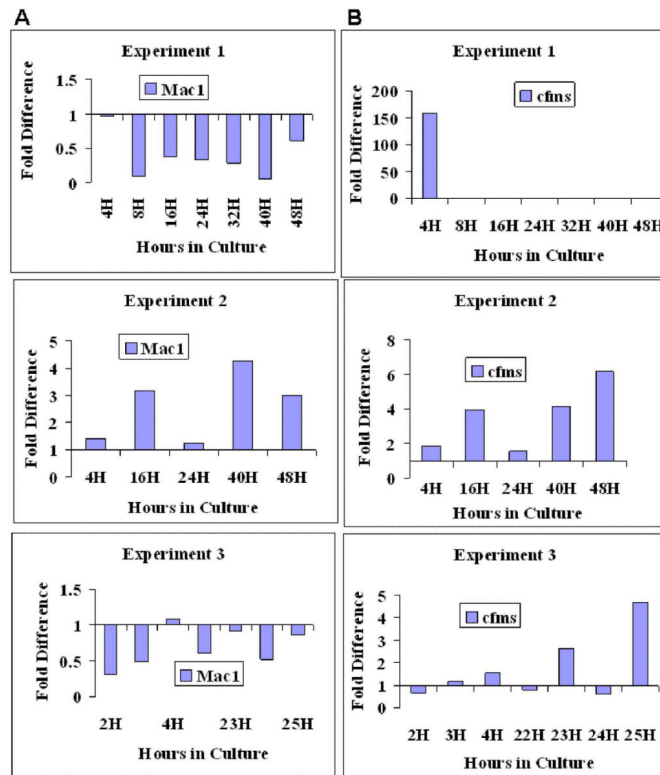 A
Experiment 1
Fold Difference
1.5
1
0.5
0
Mac1
4H
8H
16H
24H
32H
40H
48H
Hours in Culture
Experiment 2
Fold Difference
5
4
3
2
1
0
Mac1
4H 16H 24H 40H 48H
Hours in Culture
Experiment 3
Fold Difference
1.5
1
0.5
0
Mac1
2H 4H 23H 25H
Hours in Culture
B
Experiment 1
Fold Difference
200
150
100
50
0
cfms
4H 8H 16H 24H 32H 40H 48H
Hours in Culture
Experiment 2
Fold Difference
8
6
4
2
0
cfms
4H 16H 24H 40H 48H
Hours in Culture
Experiment 3
Fold Difference
5
4
3
2
1
0
cfms
2H 3H 4H 22H 23H 24H 25H
Hours in Culture